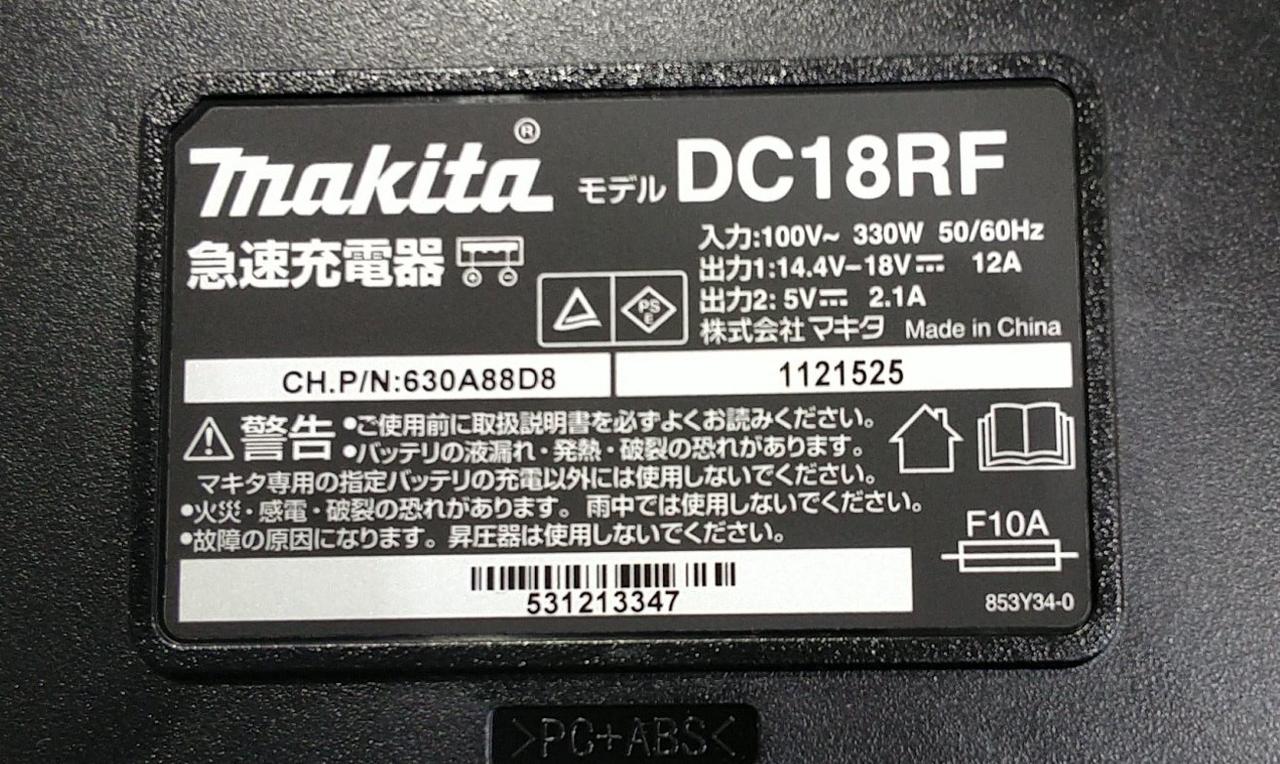 makita®
モデル DC18RF
急速充電器
入力:100V~ 330W 50/60Hz
出力1:14.4V-18V⎓ 12A
出力2: 5V⎓ 2.1A
株式会社 マキタ Made in China
PS
E
CH.P/N:630A88D8
1121525
警告 •ご使用前に取扱説明書を必ずよくお読みください。
•バッテリの液漏れ・発熱・破裂の恐れがあります。
マキタ専用の指定バッテリの充電以外には使用しないでください。
•火災・感電・破裂の恐れがあります。雨中では使用しないでください。
•故障の原因になります。昇圧器は使用しないでください。
F10A
531213347
853Y34-0
>PC+ABS<